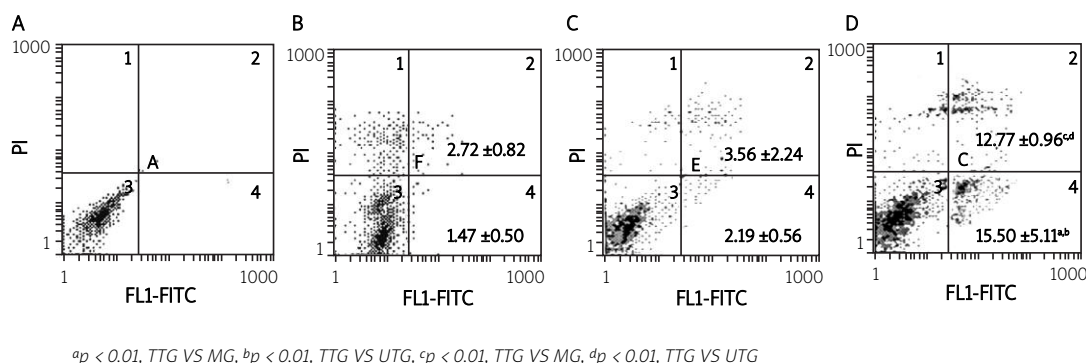 A
B
C
D
1000
1
2
A
3
4
1
PI
1
1000
FL1-FITC
1000
1
2
2.72 ±0.82
F
3
4
1.47 ±0.50
1
PI
1
1000
FL1-FITC
1000
1
2
3.56 ±2.24
E
3
4
2.19 ±0.56
1
PI
1
1000
FL1-FITC
1000
1
2
12.77 ±0.96c,d
C
3
4
15.50 ±5.11a,b
1
PI
1
1000
FL1-FITC
ap < 0.01, TTG VS MG, bp < 0.01, TTG VS UTG, cp < 0.01, TTG VS MG, dp < 0.01, TTG VS UTG